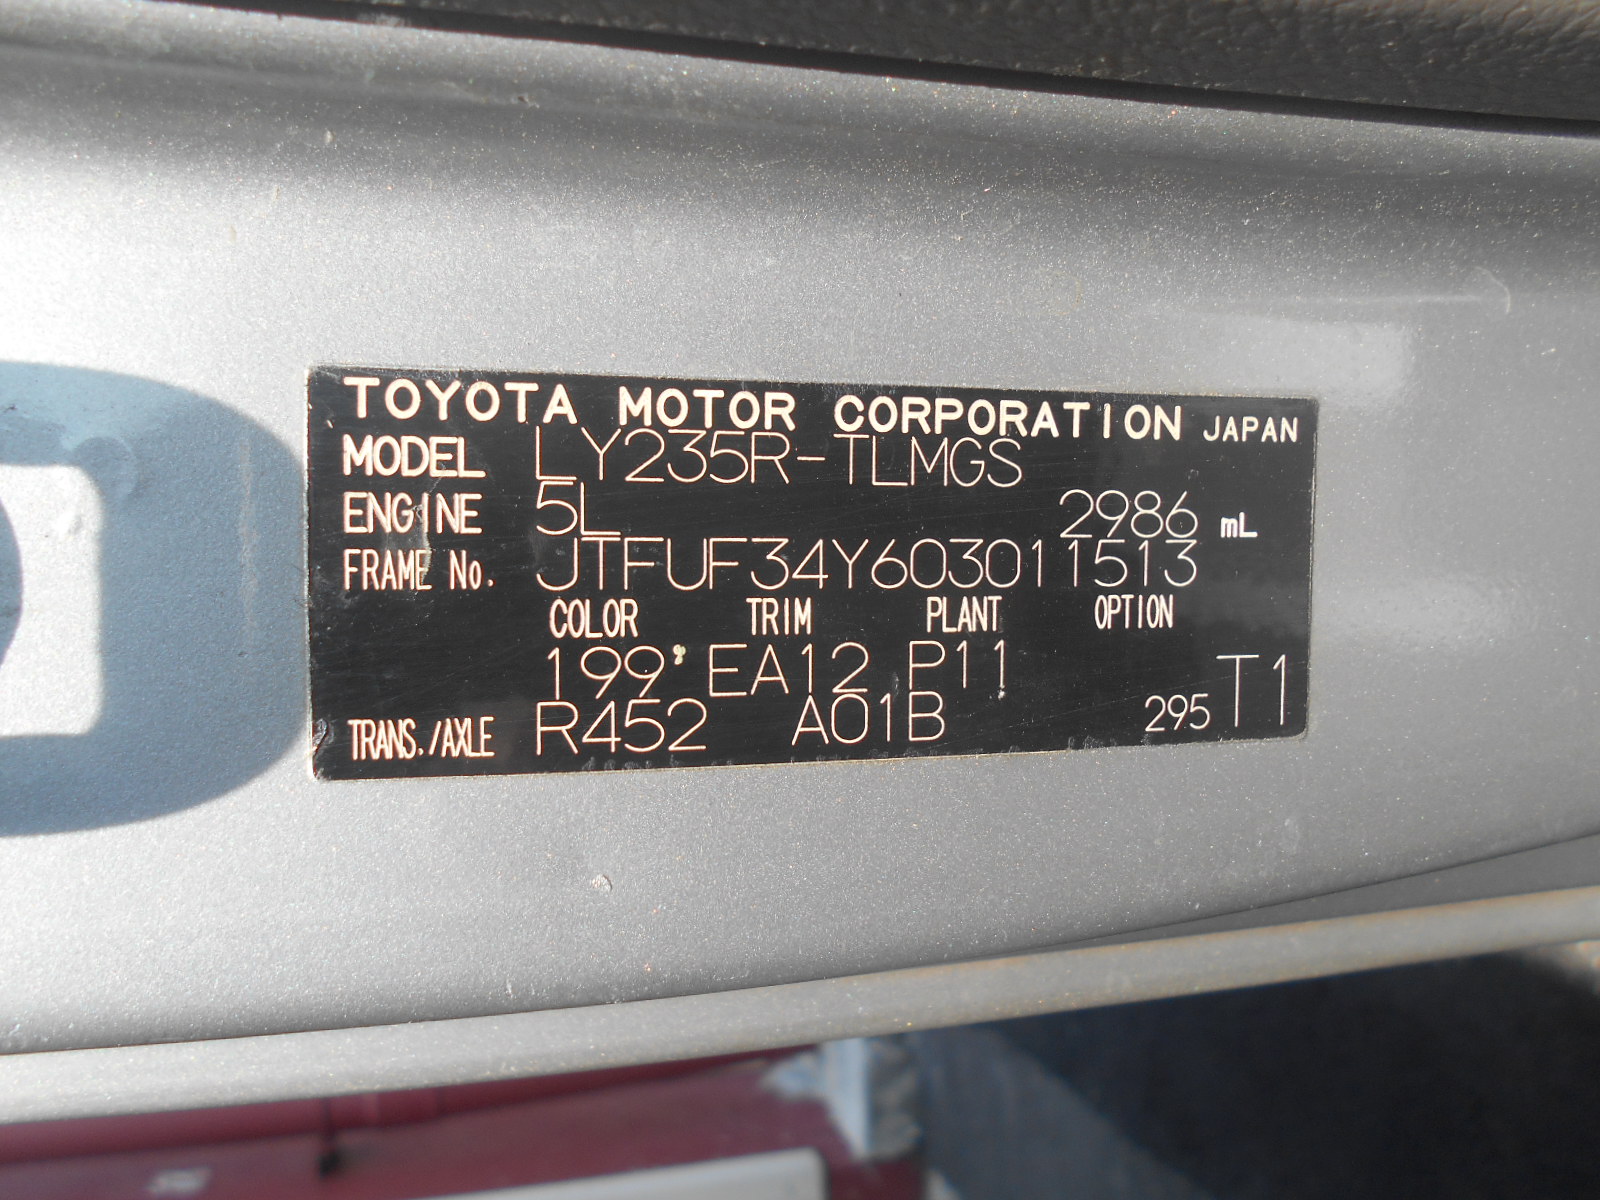 TOYOTA MOTOR CORPORATION JAPAN
MODEL LY235R-TLMGS
ENGINE 5L 2986 mL
FRAME No. JTFUF34Y603011513
COLOR TRIM PLANT OPTION
199 EA12 P11
TRANS./AXLE R452 A01B 295 T1